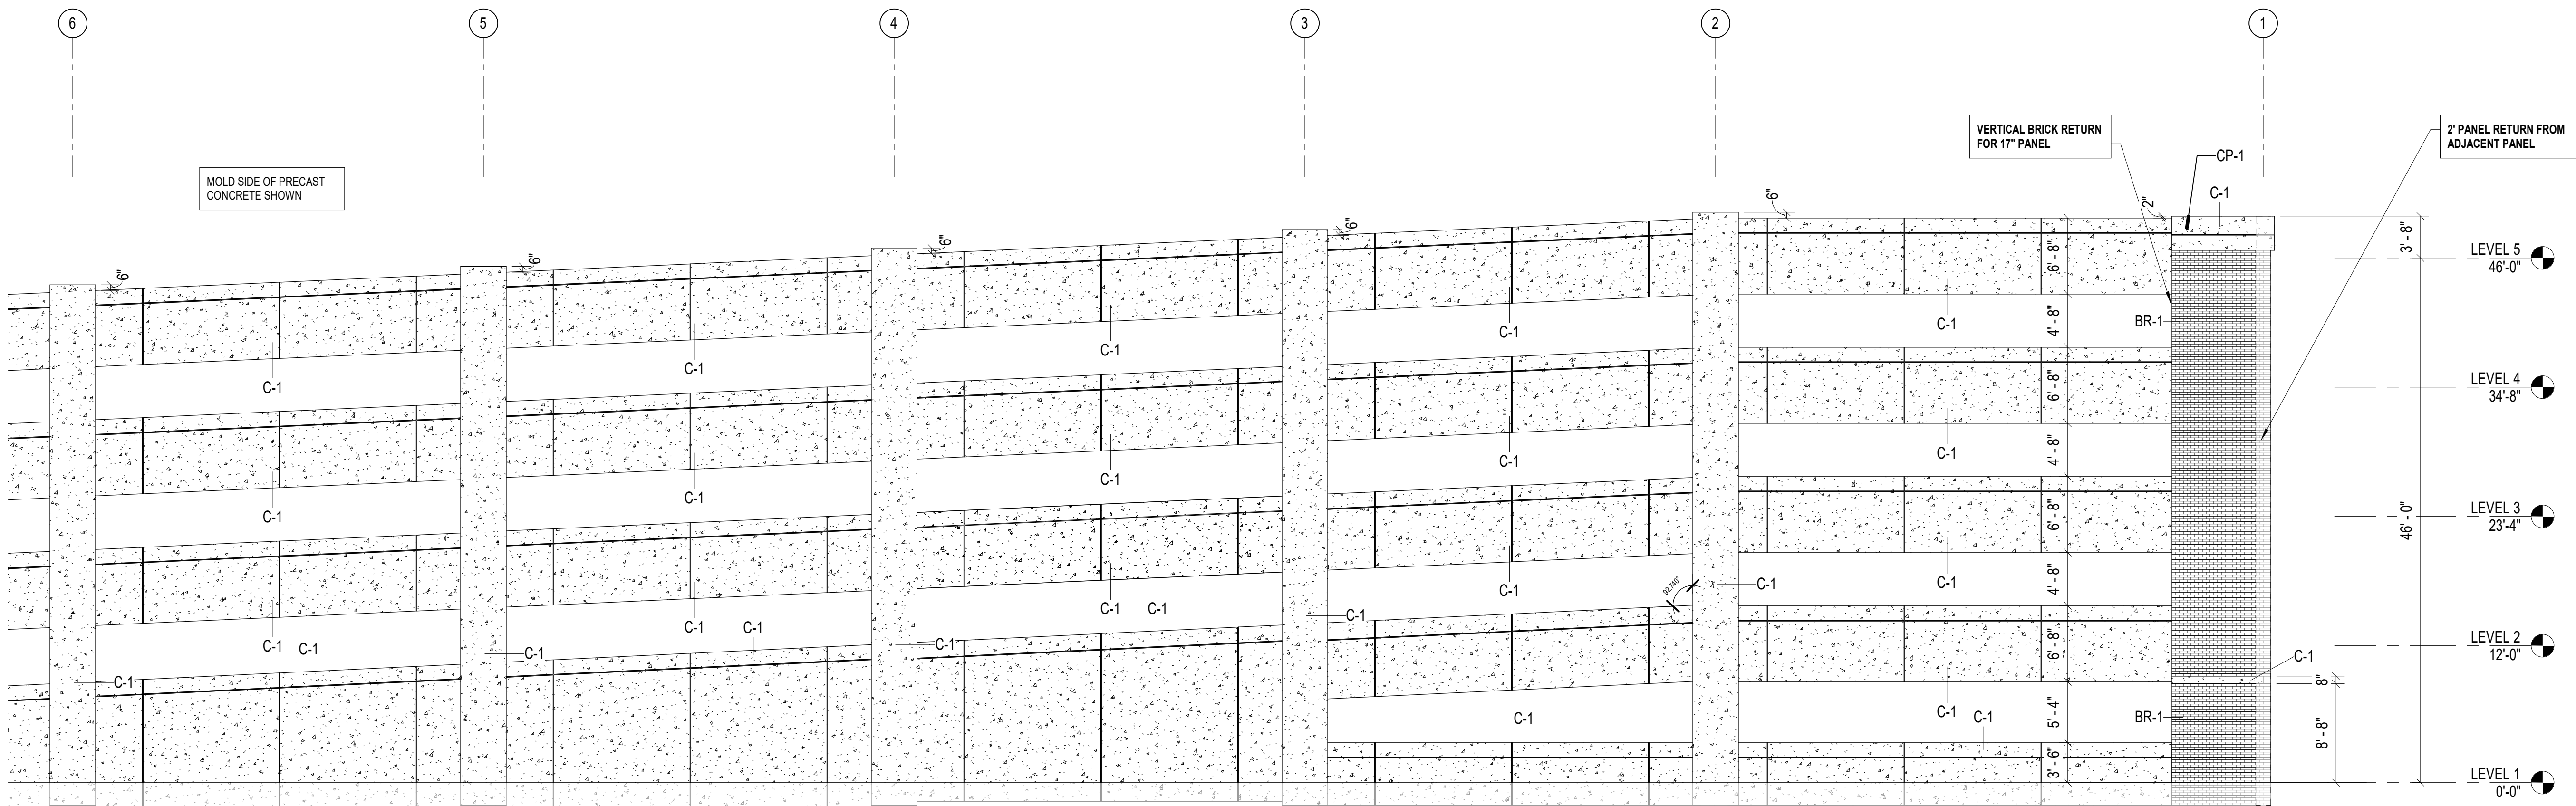 6
5
4
3
2
1
MOLD SIDE OF PRECAST
CONCRETE SHOWN
VERTICAL BRICK RETURN
FOR 17" PANEL
2' PANEL RETURN FROM
ADJACENT PANEL
CP-1
C-1
6"
6"
6"
6"
6"
2"
3' - 8"
LEVEL 5
46'-0"
6' - 8"
C-1
C-1
C-1
C-1
C-1
BR-1
4' - 8"
LEVEL 4
34'-8"
6' - 8"
C-1
C-1
C-1
C-1
C-1
4' - 8"
LEVEL 3
23'-4"
6' - 8"
46' - 0"
C-1
C-1
C-1
C-1
C-1
4' - 8"
92.740°
C-1
C-1
C-1
C-1
C-1
C-1
C-1
C-1
C-1
LEVEL 2
12'-0"
6' - 8"
C-1
8"
C-1
C-1
C-1
BR-1
5' - 4"
8' - 8"
3' - 6"
LEVEL 1
0'-0"